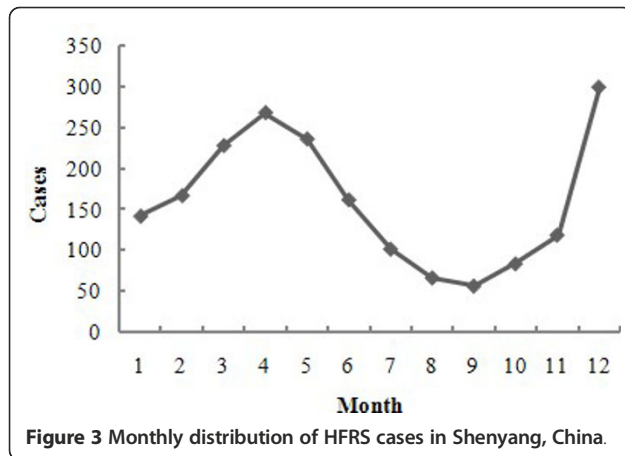 350
300
250
200
150
100
50
0
Cases
1 2 3 4 5 6 7 8 9 10 11 12
Month
Figure 3 Monthly distribution of HFRS cases in Shenyang, China.